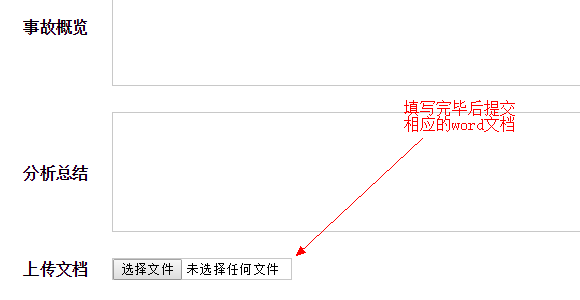 事故概览
填写完毕后提交
相应的word文档
分析总结
上传文档 选择文件 未选择任何文件